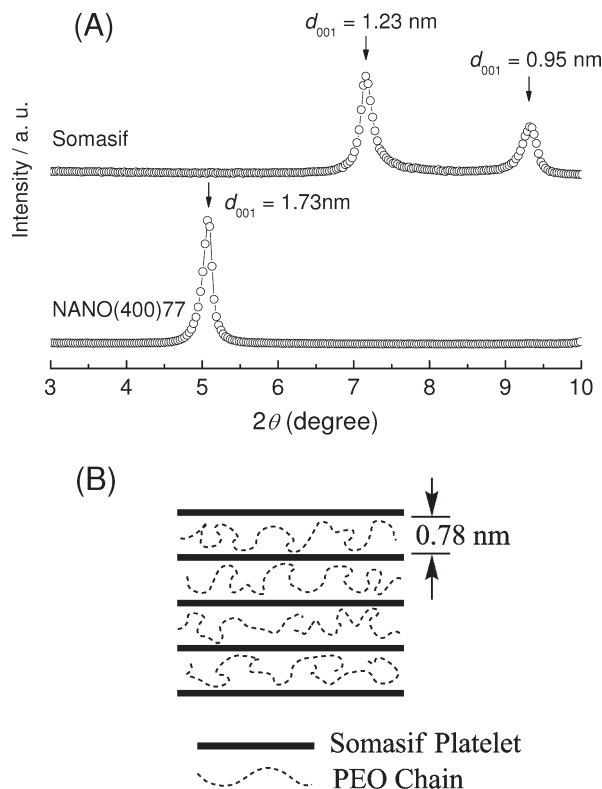 (A)
d001 = 1.23 nm
d001 = 0.95 nm
Somasif
d001 = 1.73nm
NANO(400)77
Intensity / a. u.
3 4 5 6 7 8 9 10
2θ (degree)
(B)
0.78 nm
Somasif Platelet
PEO Chain